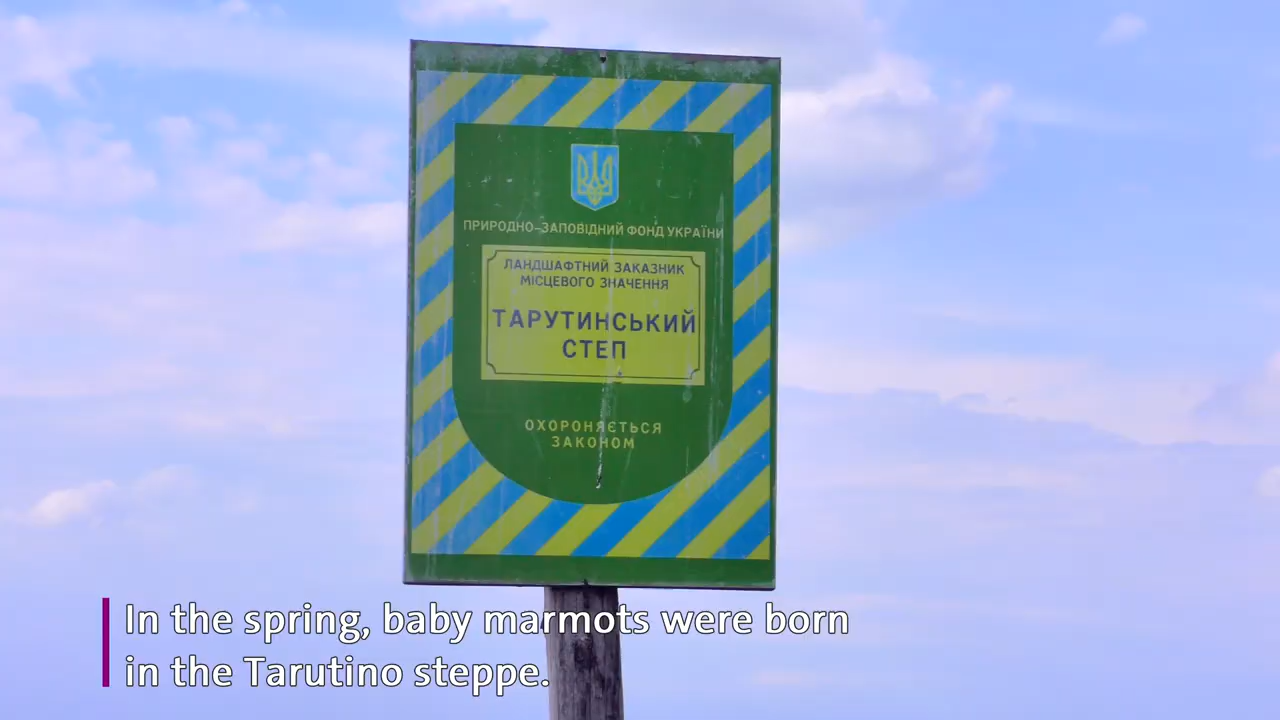 ПРИРОДНО-ЗАПОВІДНИЙ ФОНД УКРАЇНИ
ЛАНДШАФТНИЙ ЗАКАЗНИК
МІСЦЕВОГО ЗНАЧЕННЯ
ТАРУТИНСЬКИЙ
СТЕП
ОХОРОНЯЄТЬСЯ
ЗАКОНОМ
In the spring, baby marmots were born
in the Tarutino steppe.